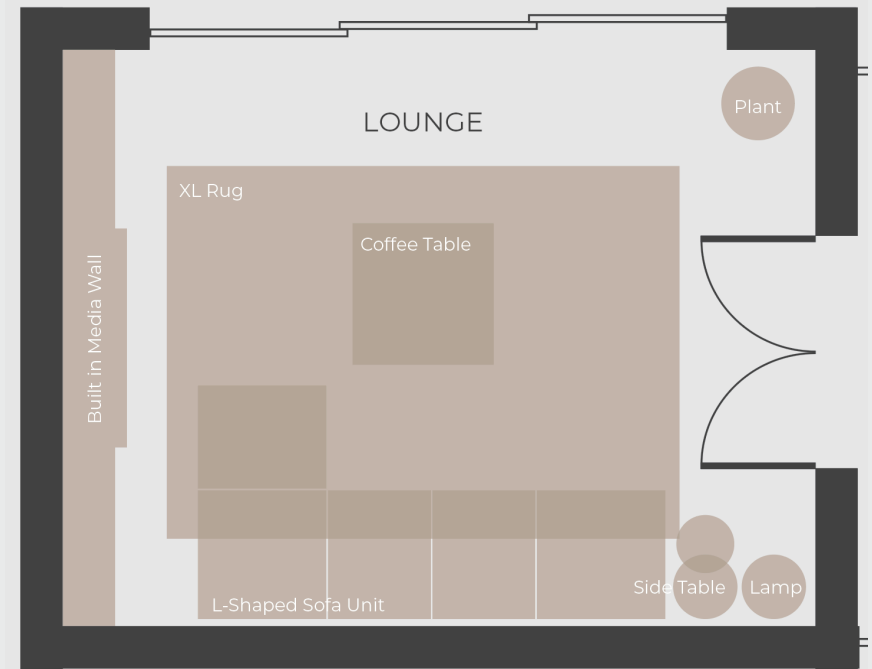 LOUNGE
Plant
XL Rug
Coffee Table
Built in Media Wall
L-Shaped Sofa Unit
Side Table
Lamp